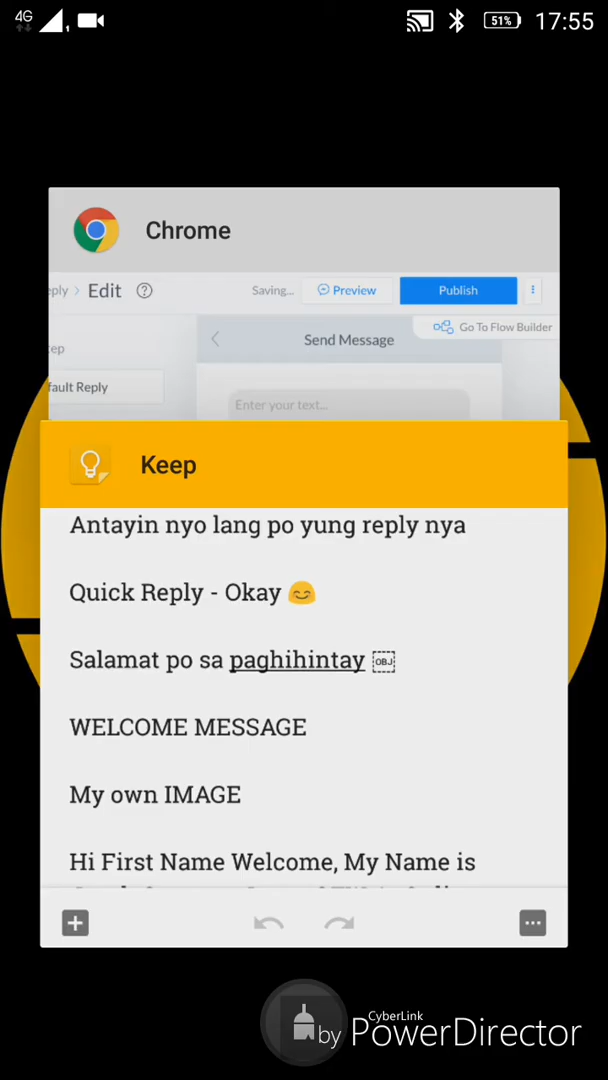 4G
51%
17:55
Chrome
ply > Edit ?
Saving...
Preview
Publish
Send Message
Go To Flow Builder
fault Reply
Enter your text...
Keep
Antayin nyo lang po yung reply nya
Quick Reply - Okay 😊
Salamat po sa paghihintay OBJ
WELCOME MESSAGE
My own IMAGE
Hi First Name Welcome, My Name is
CyberLink
by PowerDirector